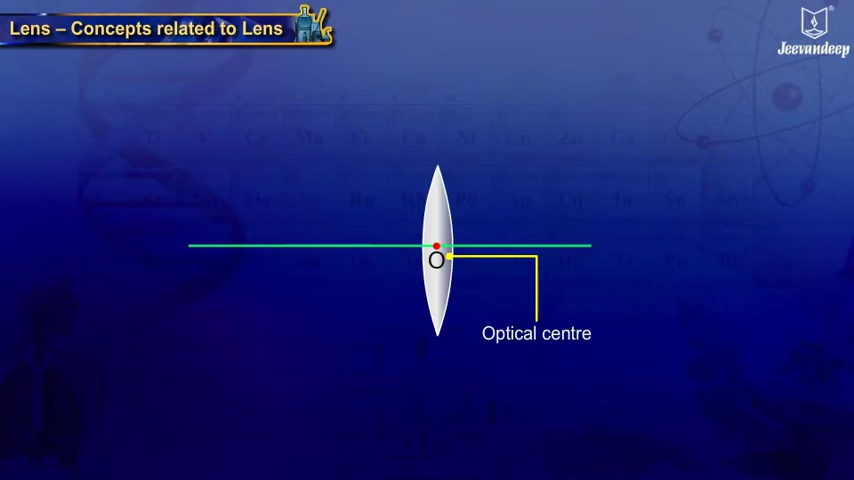 Lens – Concepts related to Lens
Jeevandeep
®
O
Optical centre